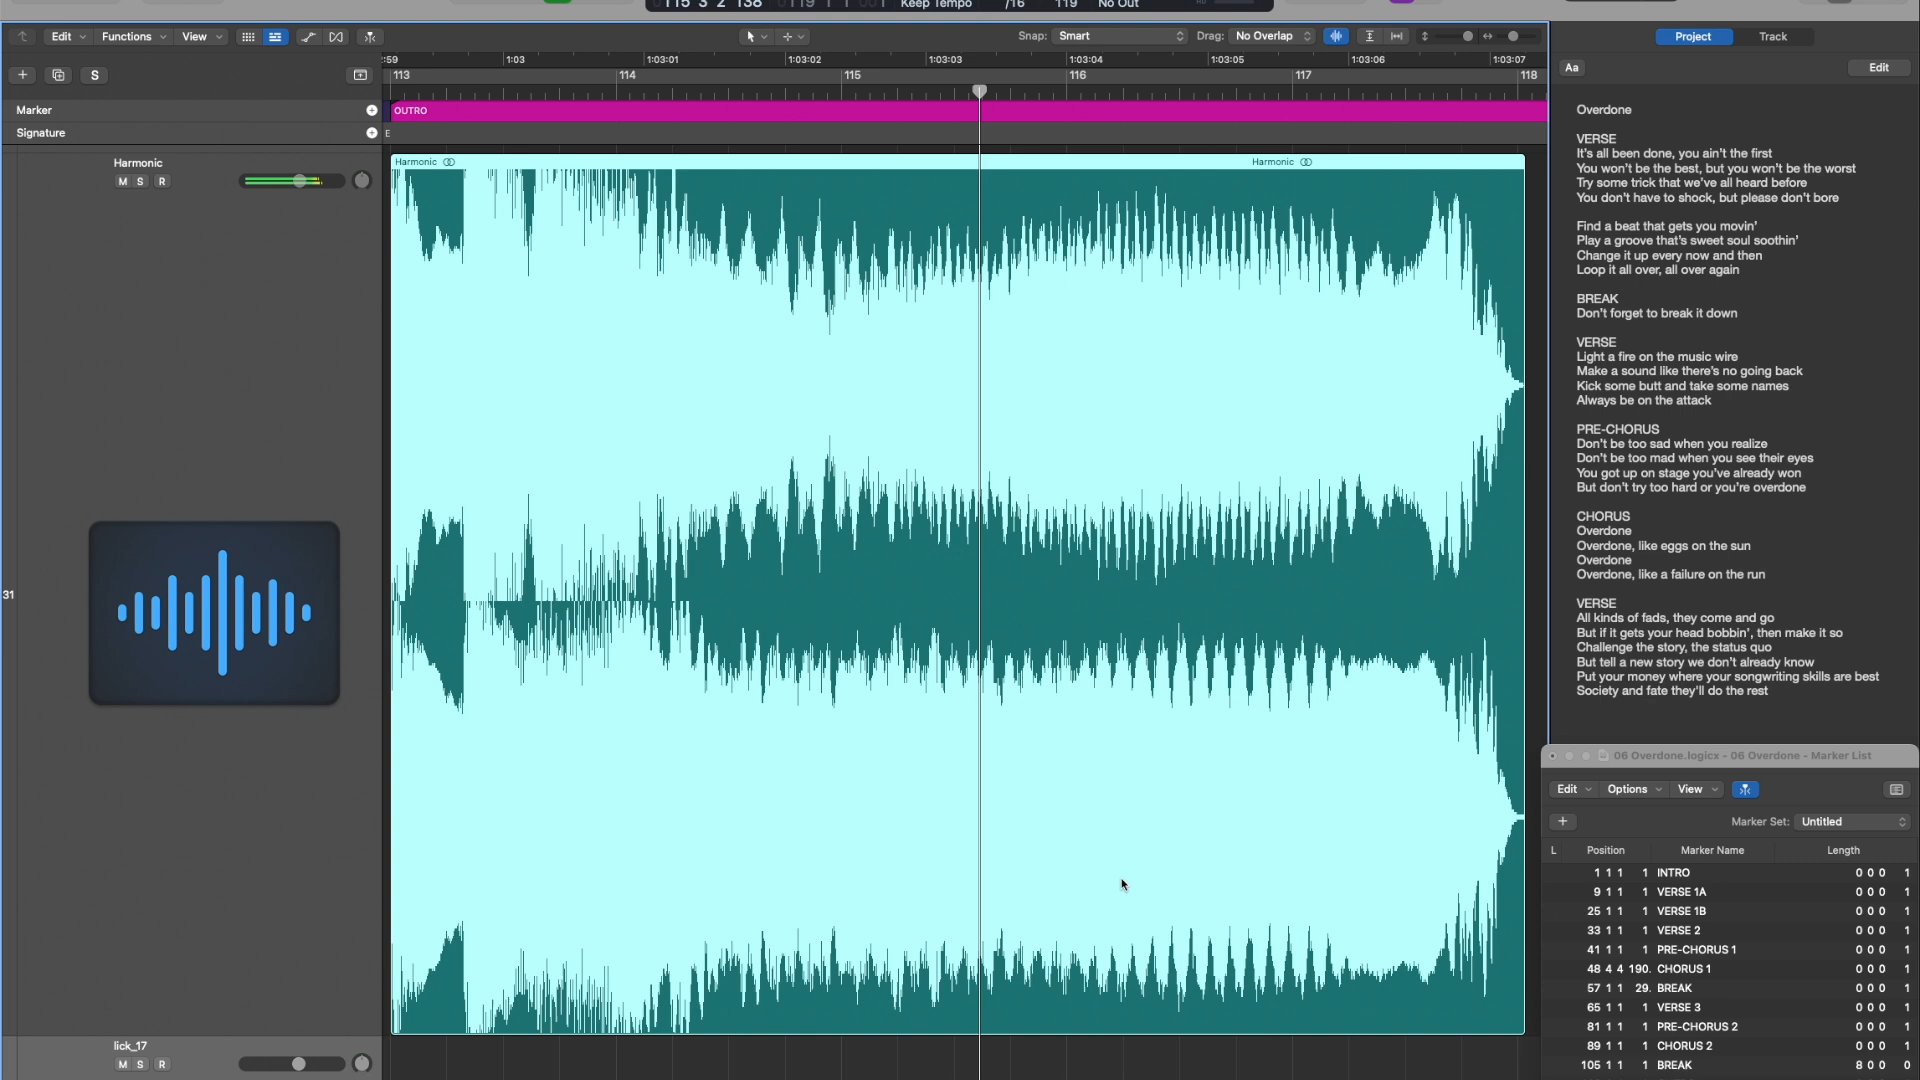 115 3 2 138
119 1 1 001
Keep Tempo
/16
119
No Out
Edit
Functions
View
Snap: Smart
Drag: No Overlap
Project
Track
S
Aa
Edit
:59
1:03
1:03:01
1:03:02
1:03:03
1:03:04
1:03:05
1:03:06
1:03:07
113
114
115
116
117
118
Marker
OUTRO
Signature
E
Harmonic
M S R
Harmonic
Harmonic
31
lick_17
M S R
Overdone
VERSE
It's all been done, you ain't the first
You won't be the best, but you won't be the worst
Try some trick that we've all heard before
You don't have to shock, but please don't bore
Find a beat that gets you movin'
Play a groove that's sweet soul soothin'
Change it up every now and then
Loop it all over, all over again
BREAK
Don't forget to break it down
VERSE
Light a fire on the music wire
Make a sound like there's no going back
Kick some butt and take some names
Always be on the attack
PRE-CHORUS
Don't be too sad when you realize
Don't be too mad when you see their eyes
You got up on stage you've already won
But don't try too hard or you're overdone
CHORUS
Overdone
Overdone, like eggs on the sun
Overdone
Overdone, like a failure on the run
VERSE
All kinds of fads, they come and go
But if it gets your head bobbin', then make it so
Challenge the story, the status quo
But tell a new story we don't already know
Put your money where your songwriting skills are best
Society and fate they'll do the rest
06 Overdone.logicx - 06 Overdone - Marker List
Edit
Options
View
Marker Set: Untitled
L Position Marker Name Length
1 1 1 1 INTRO 0 0 0 1
9 1 1 1 VERSE 1A 0 0 0 1
25 1 1 1 VERSE 1B 0 0 0 1
33 1 1 1 VERSE 2 0 0 0 1
41 1 1 1 PRE-CHORUS 1 0 0 0 1
48 4 4 190. CHORUS 1 0 0 0 1
57 1 1 29. BREAK 0 0 0 1
65 1 1 1 VERSE 3 0 0 0 1
81 1 1 1 PRE-CHORUS 2 0 0 0 1
89 1 1 1 CHORUS 2 0 0 0 1
105 1 1 1 BREAK 8 0 0 0